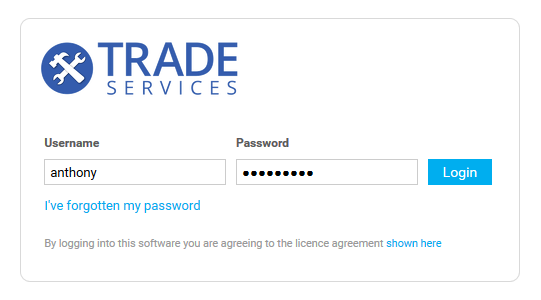 TRADE
SERVICES
Username Password
anthony ●●●●●●●●● Login
I've forgotten my password
By logging into this software you are agreeing to the licence agreement shown here